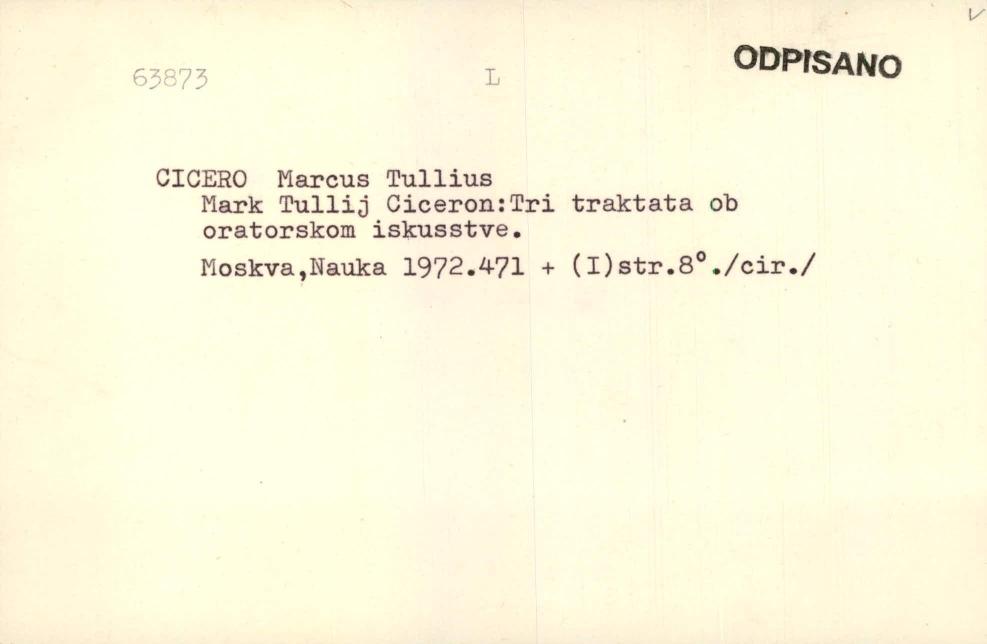 63873 L ODPISANO
CICERO Marcus Tullius
Mark Tullij Ciceron:Tri traktata ob
oratorskom iskusstve.
Moskva,Nauka 1972.471 + (I)str.8°./cir./